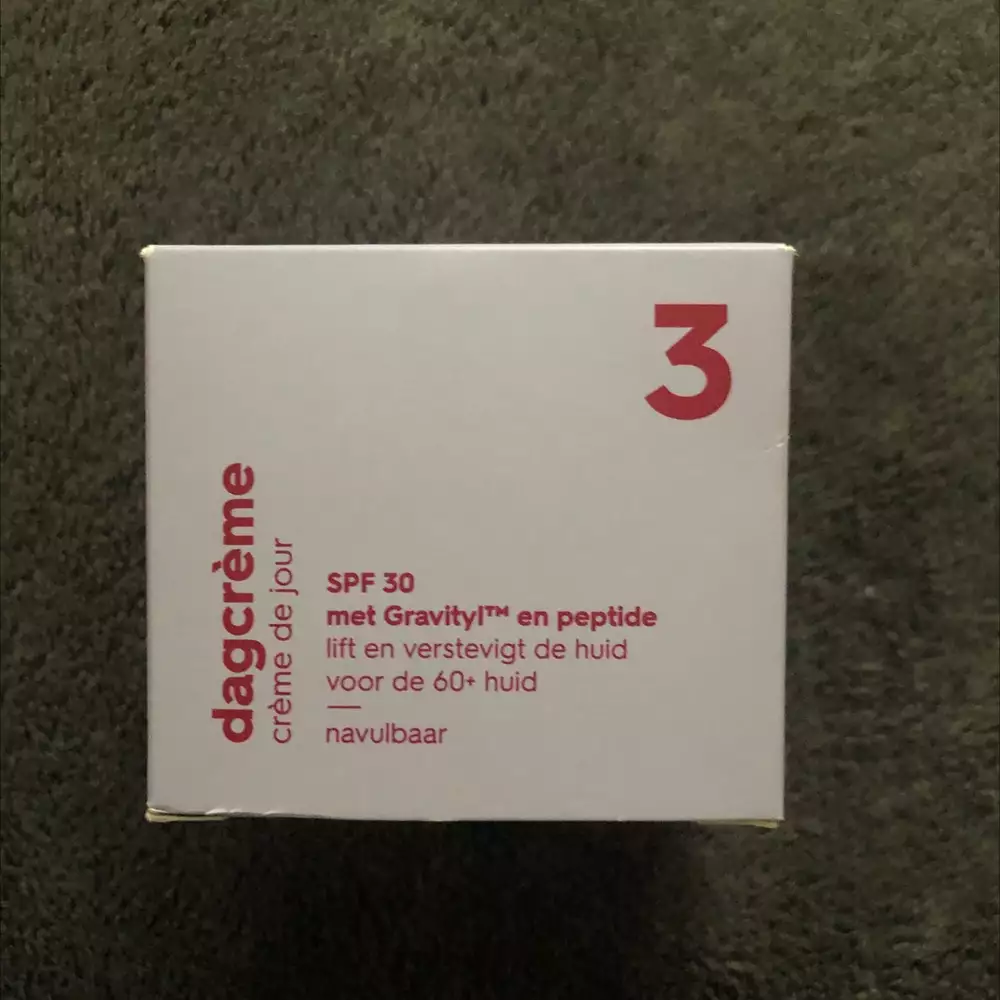 3
dagcrème
crème de jour
SPF 30
met Gravityl™ en peptide
lift en verstevigt de huid
voor de 60+ huid
navulbaar